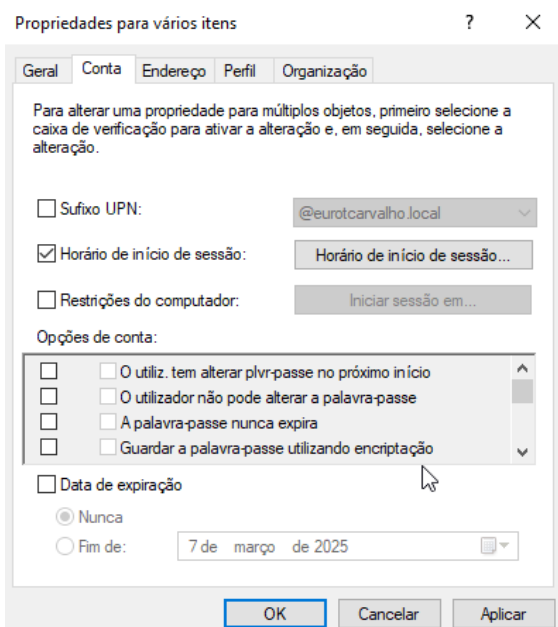 Propriedades para vários itens
Geral Conta Endereço Perfil Organização
Para alterar uma propriedade para múltiplos objetos, primeiro selecione a
caixa de verificação para ativar a alteração e, em seguida, selecione a
alteração.
Sufixo UPN: @eurotcarvalho.local
Horário de início de sessão: Horário de início de sessão...
Restrições do computador: Iniciar sessão em...
Opções de conta:
O utiliz. tem alterar plvr-passe no próximo início
O utilizador não pode alterar a palavra-passe
A palavra-passe nunca expira
Guardar a palavra-passe utilizando encriptação
Data de expiração
Nunca
Fim de: 7 de março de 2025
OK Cancelar Aplicar